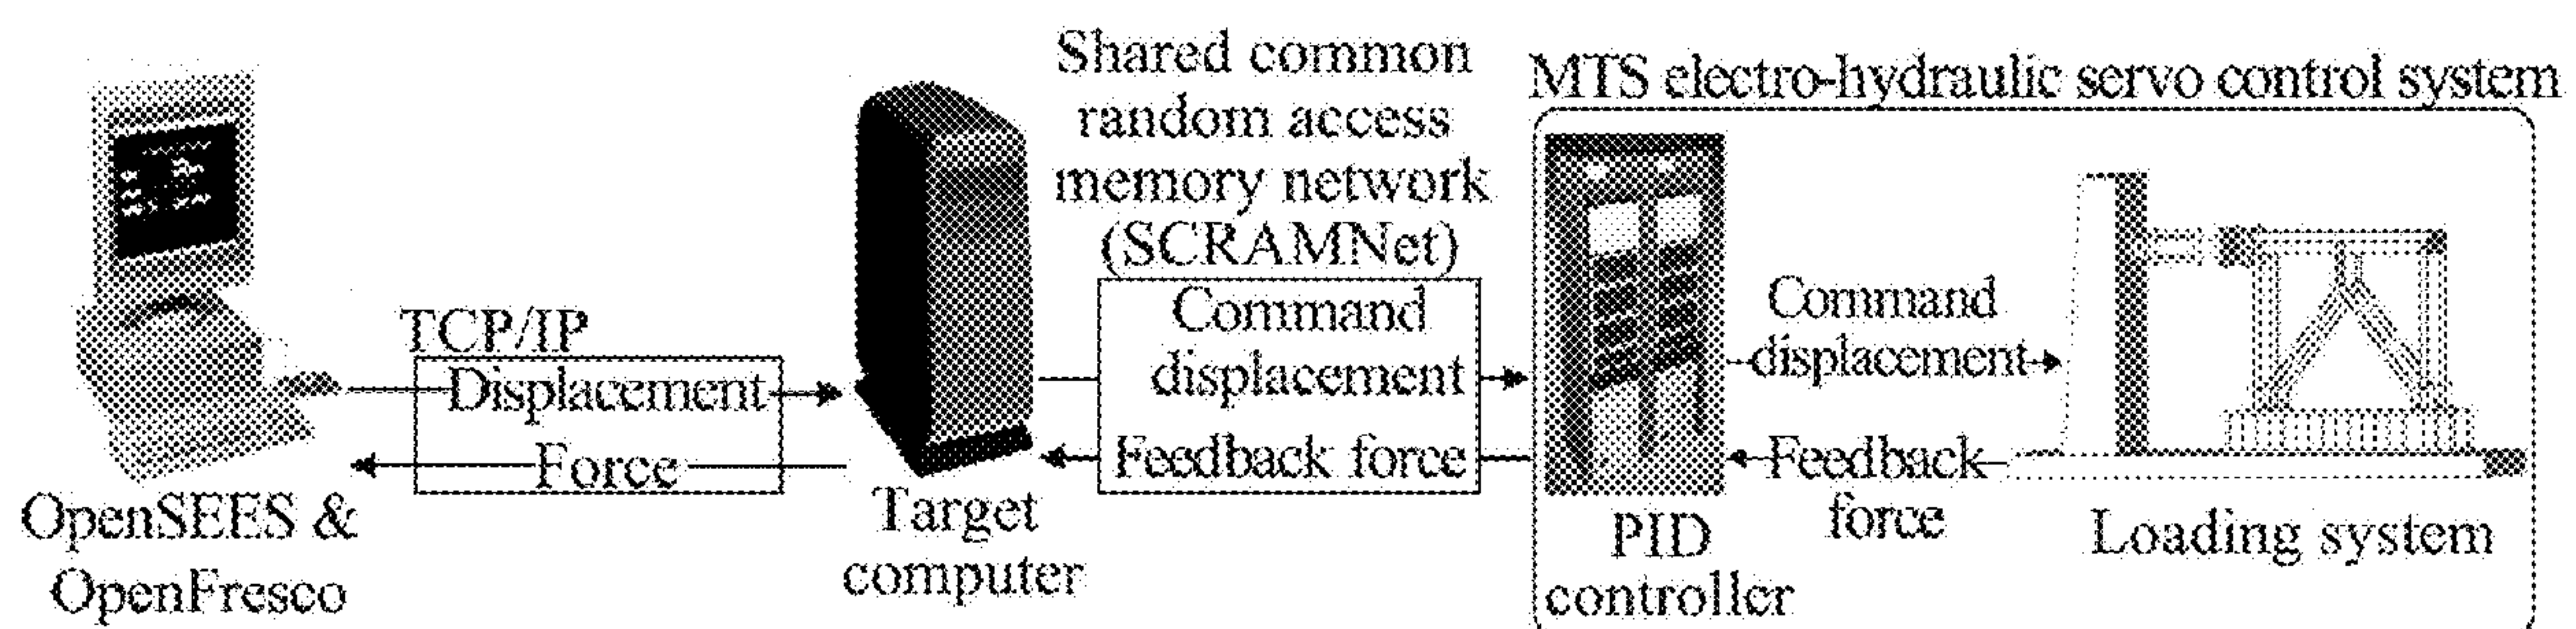 Shared common
random access
memory network
(SCRAMNet)
MTS electro-hydraulic servo control system
TCP/IP
Displacement
Force
Command
displacement
Feedback force
Command
displacement
Feedback
force
OpenSEES &
OpenFresco
Target
computer
PID
controller
Loading system